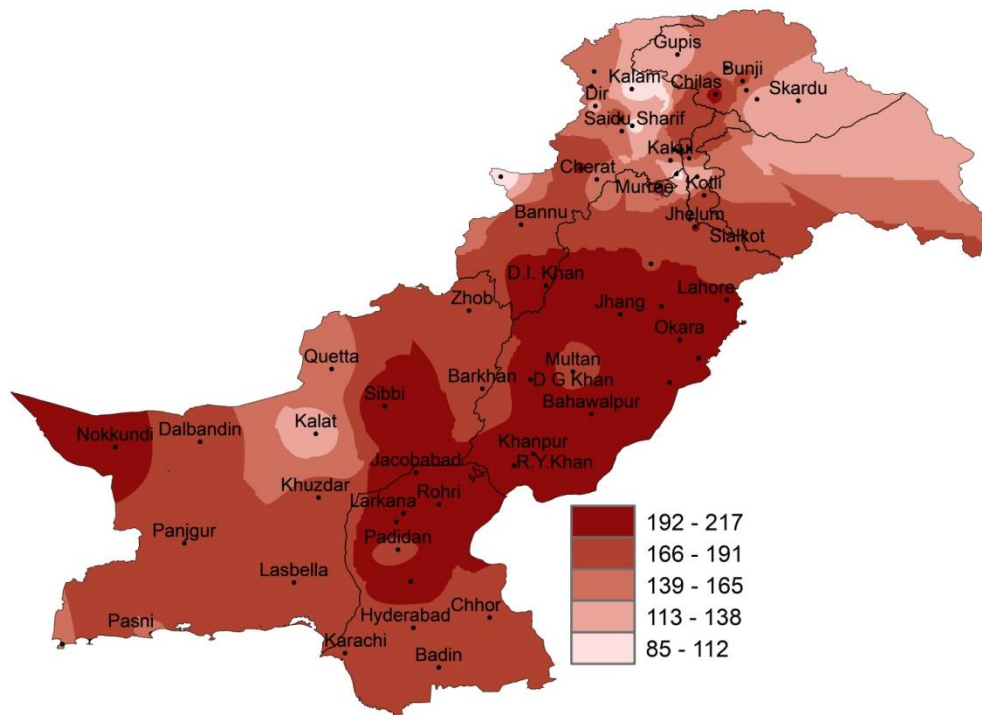 Gupis
Kalam
Chilas
Bunji
Skardu
Dir
Saidu Sharif
Kakul
Cherat
Murree
Kotli
Bannu
Jhelum
Sialkot
D.I. Khan
Zhob
Jhang
Lahore
Okara
Quetta
Multan
Barkhan
D G Khan
Sibbi
Bahawalpur
Kalat
Nokkundi
Dalbandin
Khanpur
Jacobabad
R.Y.Khan
Khuzdar
Larkana
Rohri
Panjgur
Padidan
Lasbella
Pasni
Hyderabad
Chhor
Karachi
Badin
192 - 217
166 - 191
139 - 165
113 - 138
85 - 112